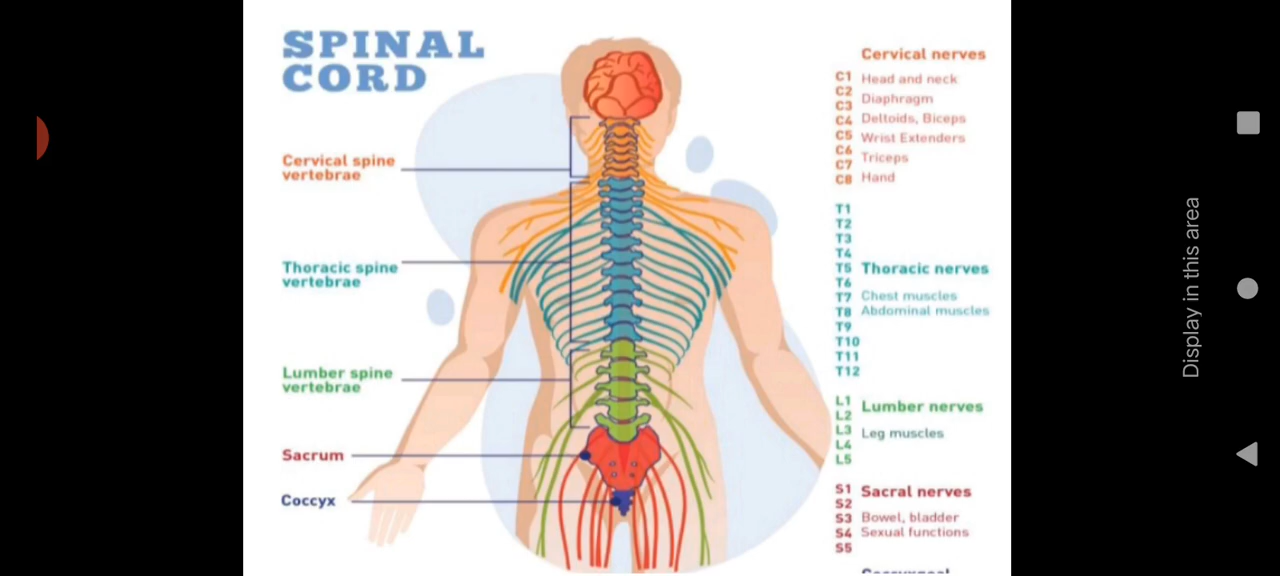 SPINAL
CORD
Cervical spine
vertebrae
Thoracic spine
vertebrae
Lumber spine
vertebrae
Sacrum
Coccyx
Cervical nerves
C1
C2
C3
C4
C5
C6
C7
C8
Head and neck
Diaphragm
Deltoids, Biceps
Wrist Extenders
Triceps
Hand
T1
T2
T3
T4
T5
T6
T7
T8
T9
T10
T11
T12
Thoracic nerves
Chest muscles
Abdominal muscles
L1
L2
L3
L4
L5
Lumber nerves
Leg muscles
S1
S2
S3
S4
S5
Sacral nerves
Bowel, bladder
Sexual functions
Display in this area